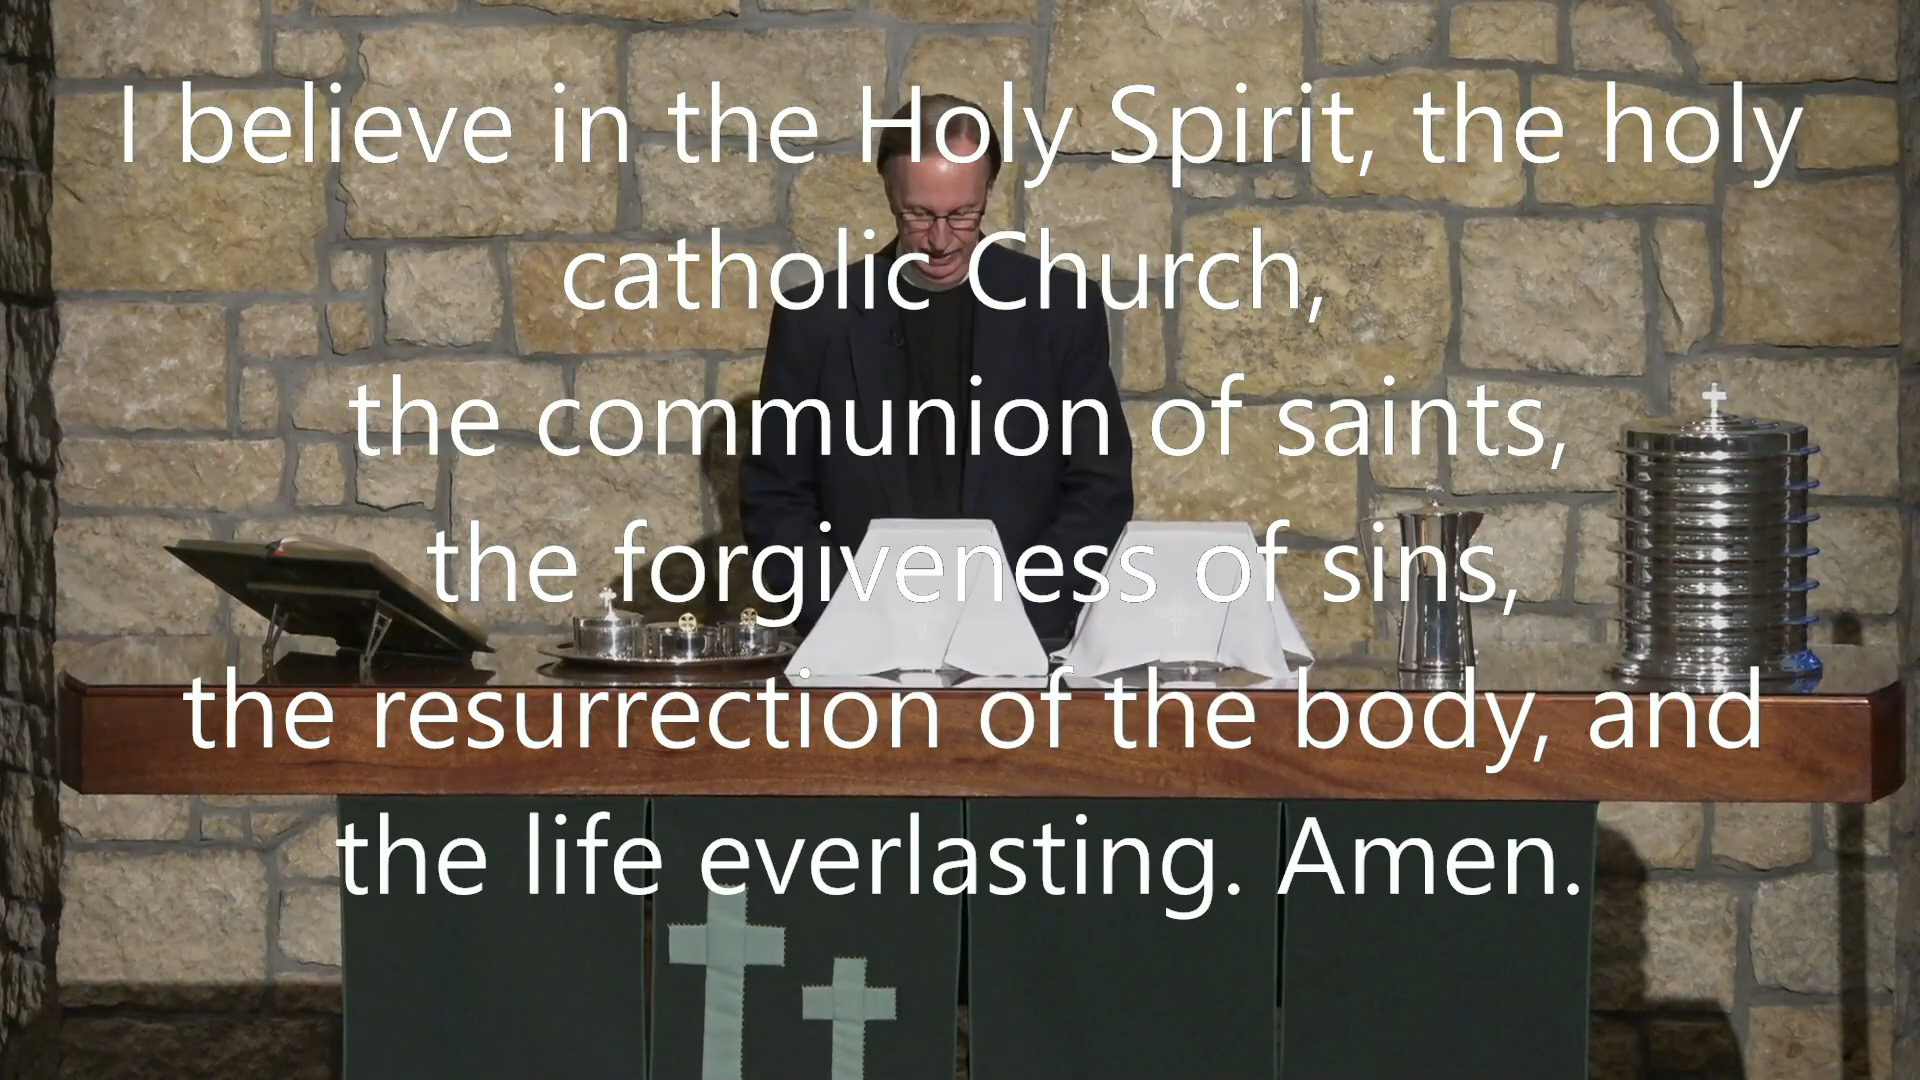 I believe in the Holy Spirit, the holy
catholic Church,
the communion of saints,
the forgiveness of sins,
the resurrection of the body, and
the life everlasting. Amen.